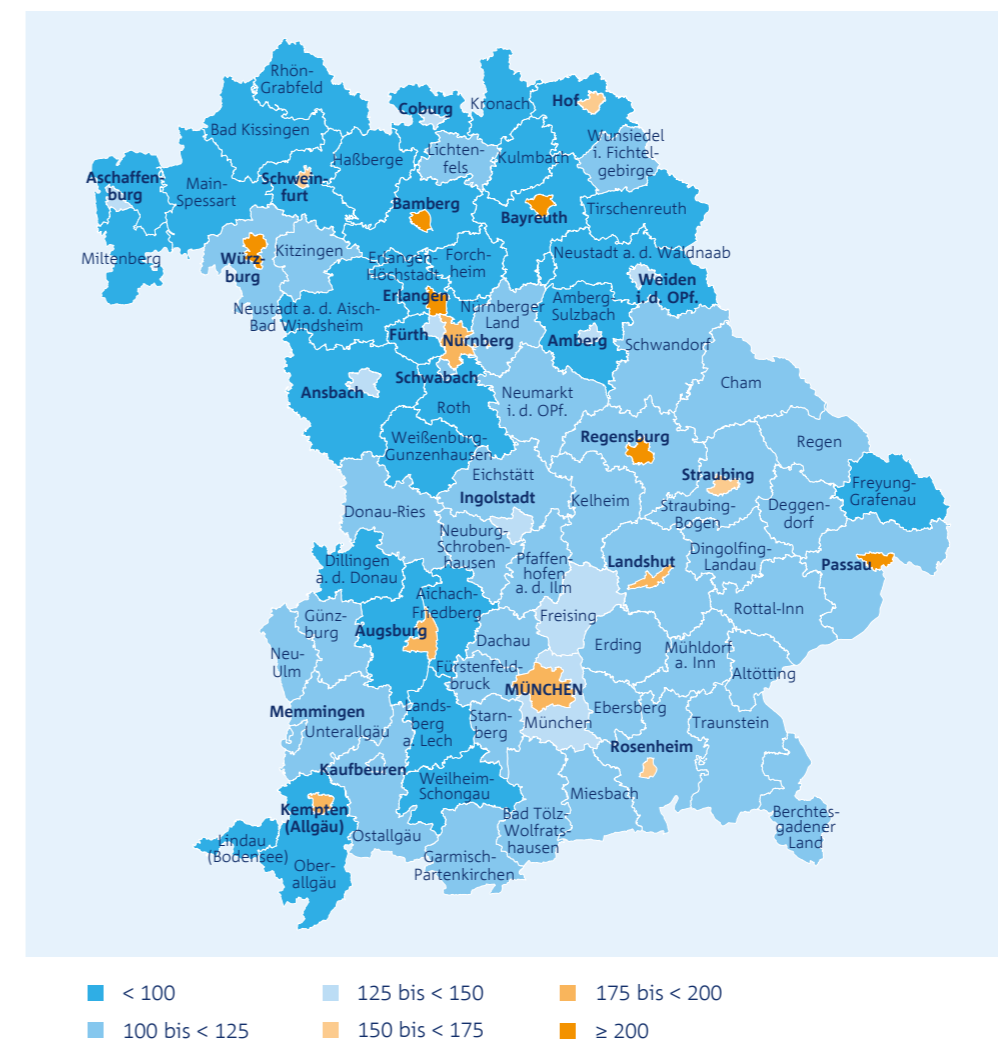 Rhön-
Grabfeld
Coburg
Kronach
Hof
Bad Kissingen
Wunsiedel
i. Fichtel-
gebirge
Haßberge
Lichten-
fels
Kulmbach
Aschaffen-
burg
Main-
Spessart
Schwein-
furt
Bamberg
Bayreuth
Tirschenreuth
Miltenberg
Würz-
burg
Kitzingen
Erlangen-
Höchstadt
Forch-
heim
Neustadt a. d. Waldnaab
Weiden
i. d. OPf.
Erlangen
Neustadt a. d. Aisch-
Bad Windsheim
Nürnberger
Land
Amberg-
Sulzbach
Fürth
Nürnberg
Amberg
Schwandorf
Ansbach
Schwabach
Roth
Neumarkt
i. d. OPf.
Cham
Weißenburg-
Gunzenhausen
Regensburg
Regen
Eichstätt
Ingolstadt
Kelheim
Straubing
Straubing-
Bogen
Deggen-
dorf
Freyung-
Grafenau
Donau-Ries
Neuburg-
Schroben-
hausen
Pfaffen-
hofen
a. d. Ilm
Landshut
Dingolfing-
Landau
Passau
Dillingen
a. d. Donau
Aichach-
Friedberg
Freising
Rottal-Inn
Günz-
burg
Augsburg
Dachau
Erding
Mühldorf
a. Inn
Altötting
Neu-
Ulm
Fürstenfeld-
bruck
MÜNCHEN
Memmingen
Unterallgäu
Lands-
berg
a. Lech
Starn-
berg
München
Ebersberg
Traunstein
Rosenheim
Kaufbeuren
Weilheim-
Schongau
Miesbach
Kempten
(Allgäu)
Ostallgäu
Bad Tölz-
Wolfrats-
hausen
Berchtes-
gadener
Land
Lindau
(Bodensee)
Ober-
allgäu
Garmisch-
Partenkirchen
< 100
125 bis < 150
175 bis < 200
100 bis < 125
150 bis < 175
≥ 200